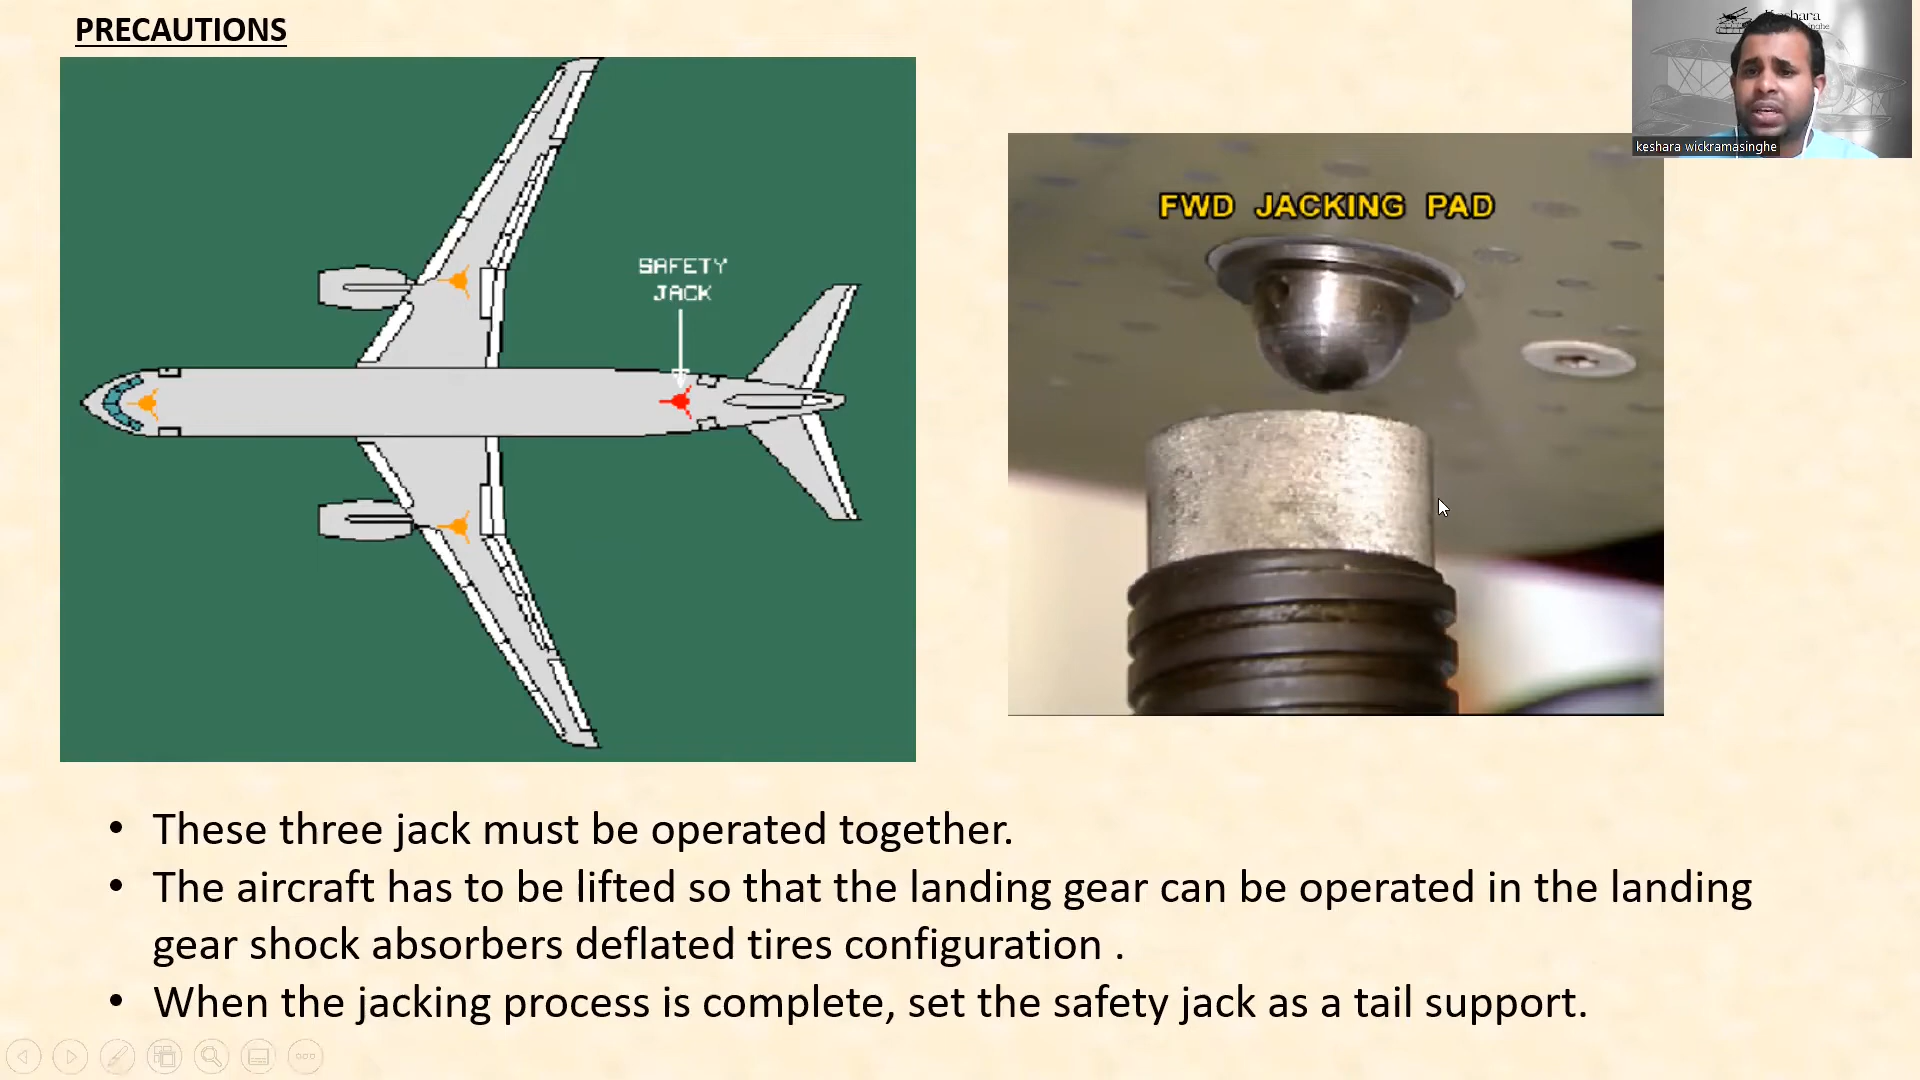 PRECAUTIONS
SAFETY
JACK
FWD JACKING PAD
Keshara
keshara wickramasinghe
• These three jack must be operated together.
• The aircraft has to be lifted so that the landing gear can be operated in the landing
gear shock absorbers deflated tires configuration .
• When the jacking process is complete, set the safety jack as a tail support.